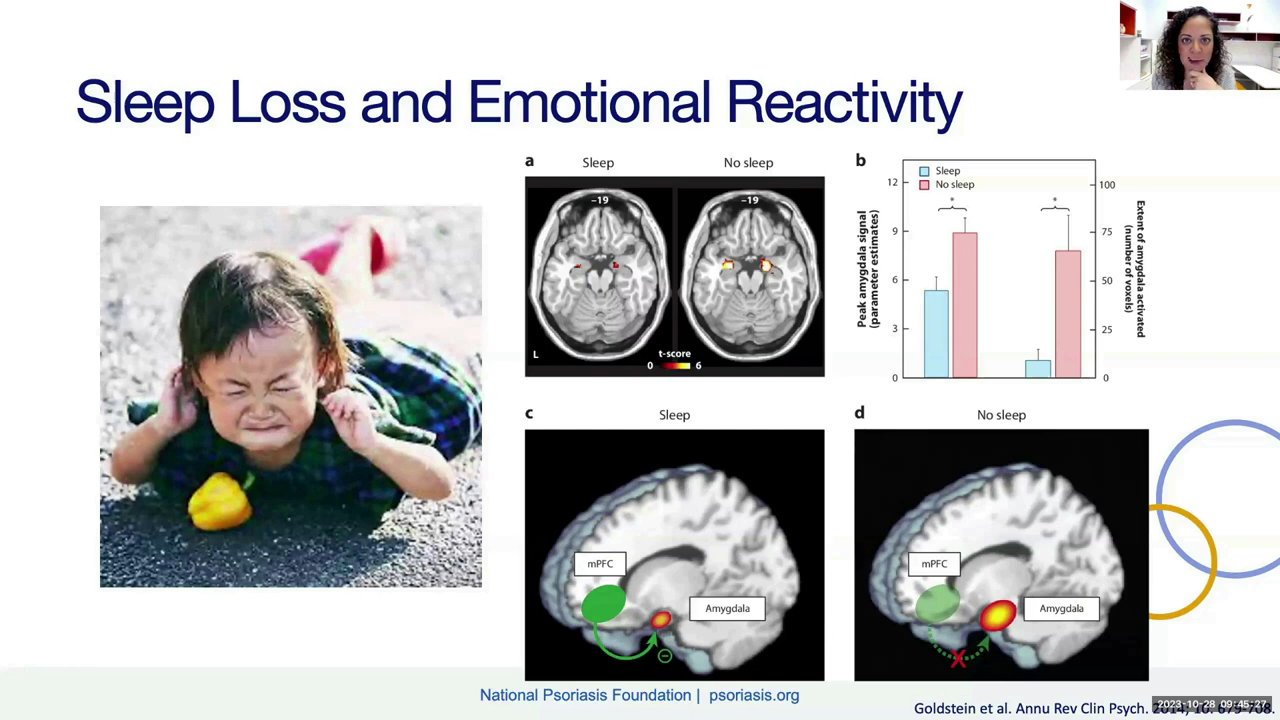 Sleep Loss and Emotional Reactivity
a
Sleep
No sleep
-19
-19
L
t-score
0
6
b
Sleep
No sleep
*
*
12
9
6
3
0
100
75
50
25
0
Peak amygdala signal
(parameter estimates)
Extent of amygdala activated
(number of voxels)
c
Sleep
mPFC
Amygdala
d
No sleep
mPFC
Amygdala
X
National Psoriasis Foundation | psoriasis.org
Goldstein et al. Annu Rev Clin Psych.
2023-10-28 09:45:27